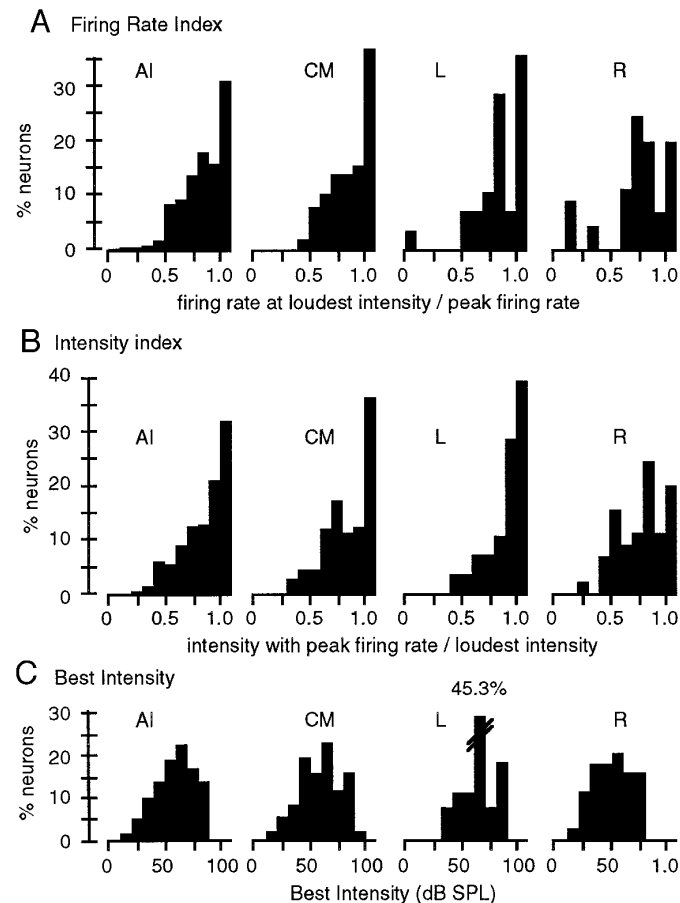 A Firing Rate Index
AI CM L R
30
20
10
0
% neurons
0 0.5 1.0 0 0.5 1.0 0 0.5 1.0 0 0.5 1.0
firing rate at loudest intensity / peak firing rate
B Intensity index
AI CM L R
40
30
20
10
0
% neurons
0 0.5 1.0 0 0.5 1.0 0 0.5 1.0 0 0.5 1.0
intensity with peak firing rate / loudest intensity
C Best Intensity
45.3%
AI CM L R
30
20
10
0
% neurons
0 50 100 0 50 100 0 50 100 0 50 1.0
Best Intensity (dB SPL)